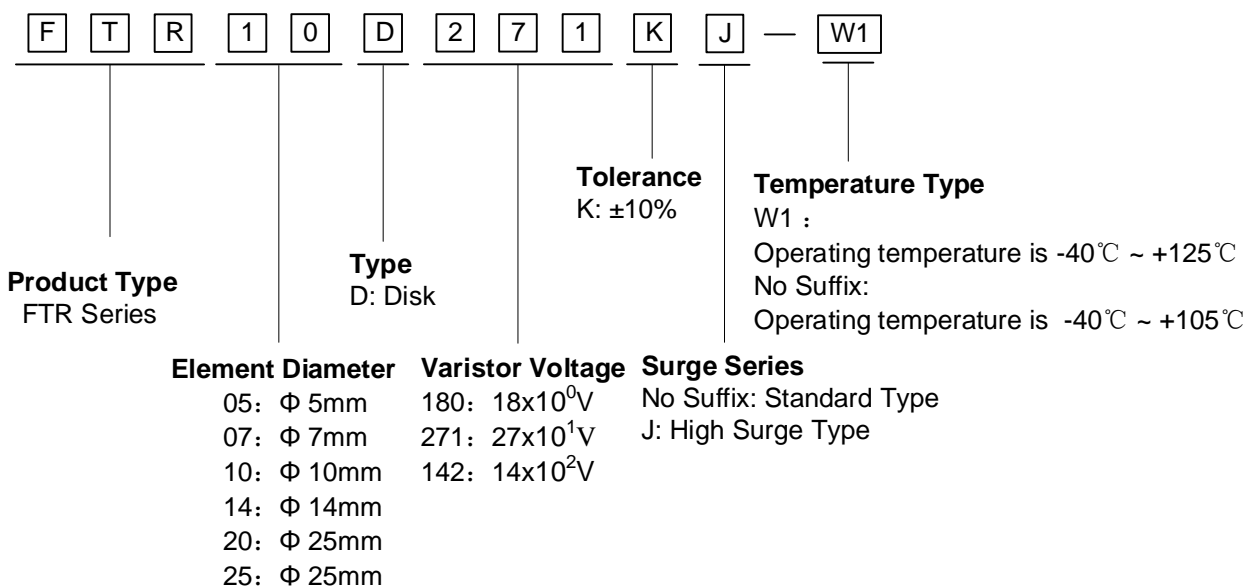 F T R 1 0 D 2 7 1 K J — W1
Tolerance
K: ±10%
Temperature Type
W1 :
Operating temperature is -40℃ ~ +125℃
No Suffix:
Operating temperature is -40℃ ~ +105℃
Type
D: Disk
Product Type
FTR Series
Element Diameter
05: Φ 5mm
07: Φ 7mm
10: Φ 10mm
14: Φ 14mm
20: Φ 25mm
25: Φ 25mm
Varistor Voltage
180: 18x10⁰V
271: 27x10¹V
142: 14x10²V
Surge Series
No Suffix: Standard Type
J: High Surge Type